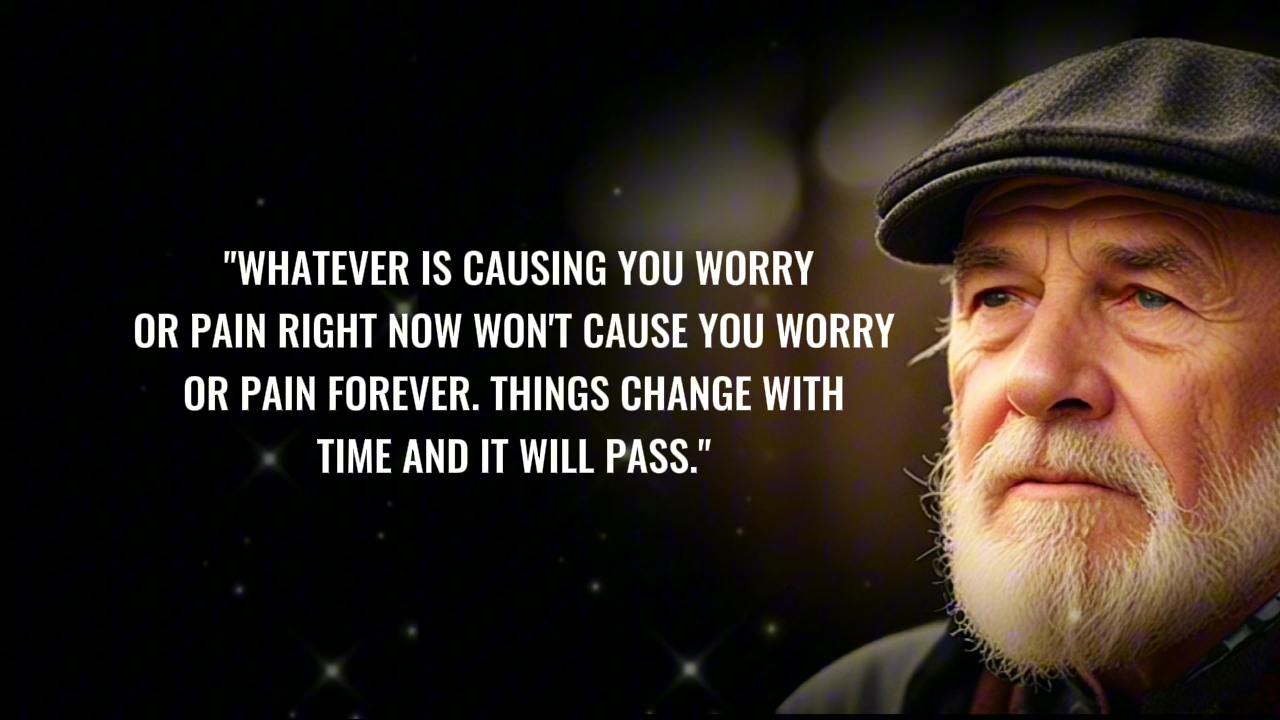 "WHATEVER IS CAUSING YOU WORRY
OR PAIN RIGHT NOW WON'T CAUSE YOU WORRY
OR PAIN FOREVER. THINGS CHANGE WITH
TIME AND IT WILL PASS."